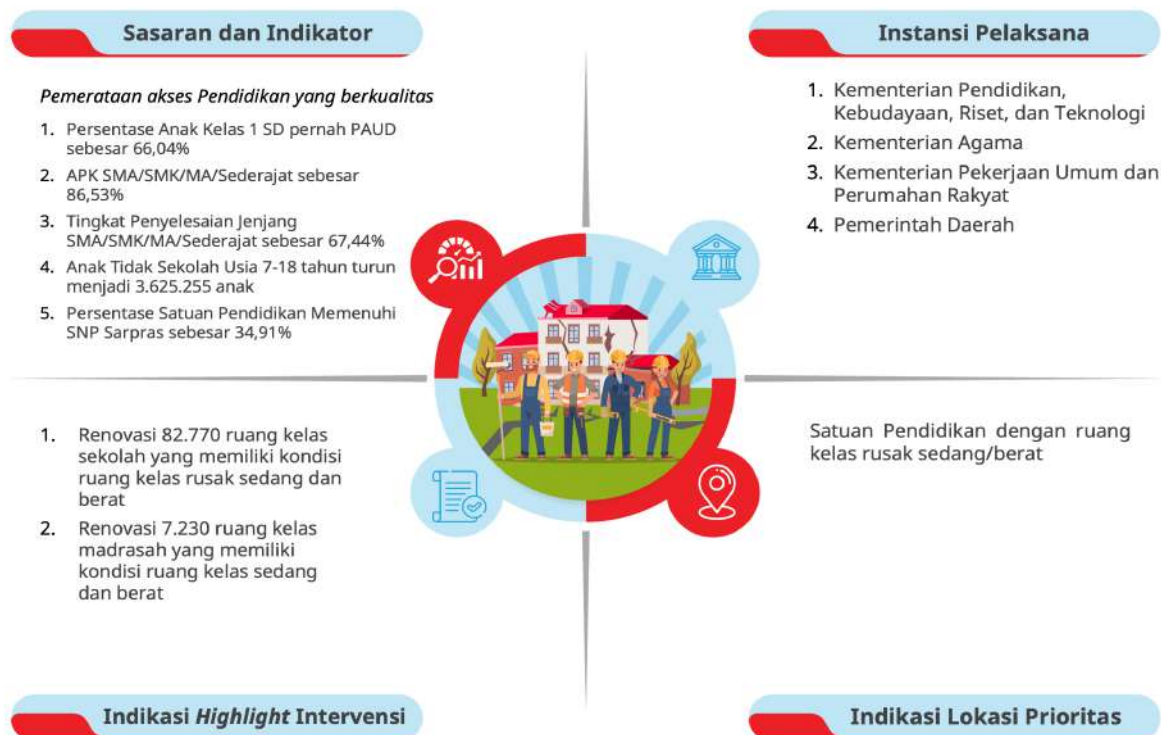 Sasaran dan Indikator
Pemerataan akses Pendidikan yang berkualitas
1. Persentase Anak Kelas 1 SD pernah PAUD
sebesar 66,04%
2. APK SMA/SMK/MA/Sederajat sebesar
86,53%
3. Tingkat Penyelesaian Jenjang
SMA/SMK/MA/Sederajat sebesar 67,44%
4. Anak Tidak Sekolah Usia 7-18 tahun turun
menjadi 3.625.255 anak
5. Persentase Satuan Pendidikan Memenuhi
SNP Sarpras sebesar 34,91%
Instansi Pelaksana
1. Kementerian Pendidikan,
Kebudayaan, Riset, dan Teknologi
2. Kementerian Agama
3. Kementerian Pekerjaan Umum dan
Perumahan Rakyat
4. Pemerintah Daerah
1. Renovasi 82.770 ruang kelas
sekolah yang memiliki kondisi
ruang kelas rusak sedang dan
berat
2. Renovasi 7.230 ruang kelas
madrasah yang memiliki
kondisi ruang kelas sedang
dan berat
Indikasi Highlight Intervensi
Satuan Pendidikan dengan ruang
kelas rusak sedang/berat
Indikasi Lokasi Prioritas